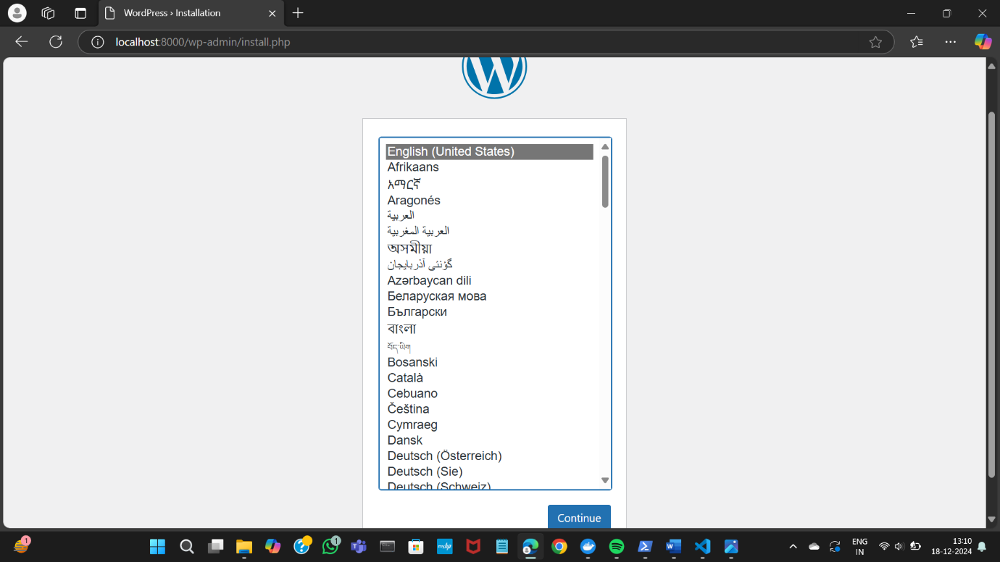 WordPress › Installation
localhost:8000/wp-admin/install.php
English (United States)
Afrikaans
አማርኛ
Aragonés
العربية
العربية المغربية
অসমীয়া
گؤنئی آذربایجان
Azərbaycan dili
Беларуская мова
Български
বাংলা
བོད་ཡིག
Bosanski
Català
Cebuano
Čeština
Cymraeg
Dansk
Deutsch (Österreich)
Deutsch (Sie)
Deutsch (Schweiz)
Continue
1
1
ENG
IN
13:10
18-12-2024